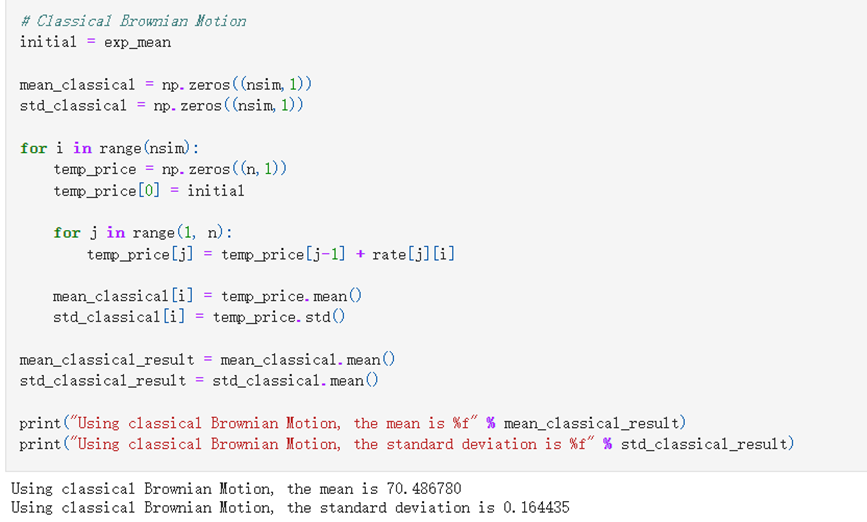 # Classical Brownian Motion
initial = exp_mean
mean_classical = np.zeros((nsim,1))
std_classical = np.zeros((nsim,1))
for i in range(nsim):
    temp_price = np.zeros((n,1))
    temp_price[0] = initial
    for j in range(1, n):
        temp_price[j] = temp_price[j-1] + rate[j][i]
    mean_classical[i] = temp_price.mean()
    std_classical[i] = temp_price.std()
mean_classical_result = mean_classical.mean()
std_classical_result = std_classical.mean()
print("Using classical Brownian Motion, the mean is %f" % mean_classical_result)
print("Using classical Brownian Motion, the standard deviation is %f" % std_classical_result)
Using classical Brownian Motion, the mean is 70.486780
Using classical Brownian Motion, the standard deviation is 0.164435